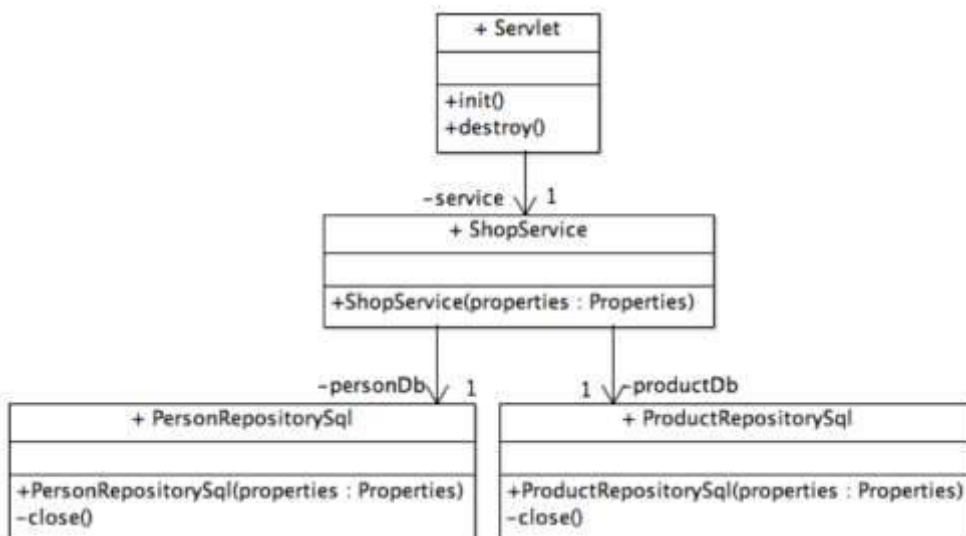 + Servlet
+init()
+destroy()
-service 1
+ ShopService
+ShopService(properties : Properties)
-personDb 1
1 -productDb
+ PersonRepositorySql
+PersonRepositorySql(properties : Properties)
-close()
+ ProductRepositorySql
+ProductRepositorySql(properties : Properties)
-close()